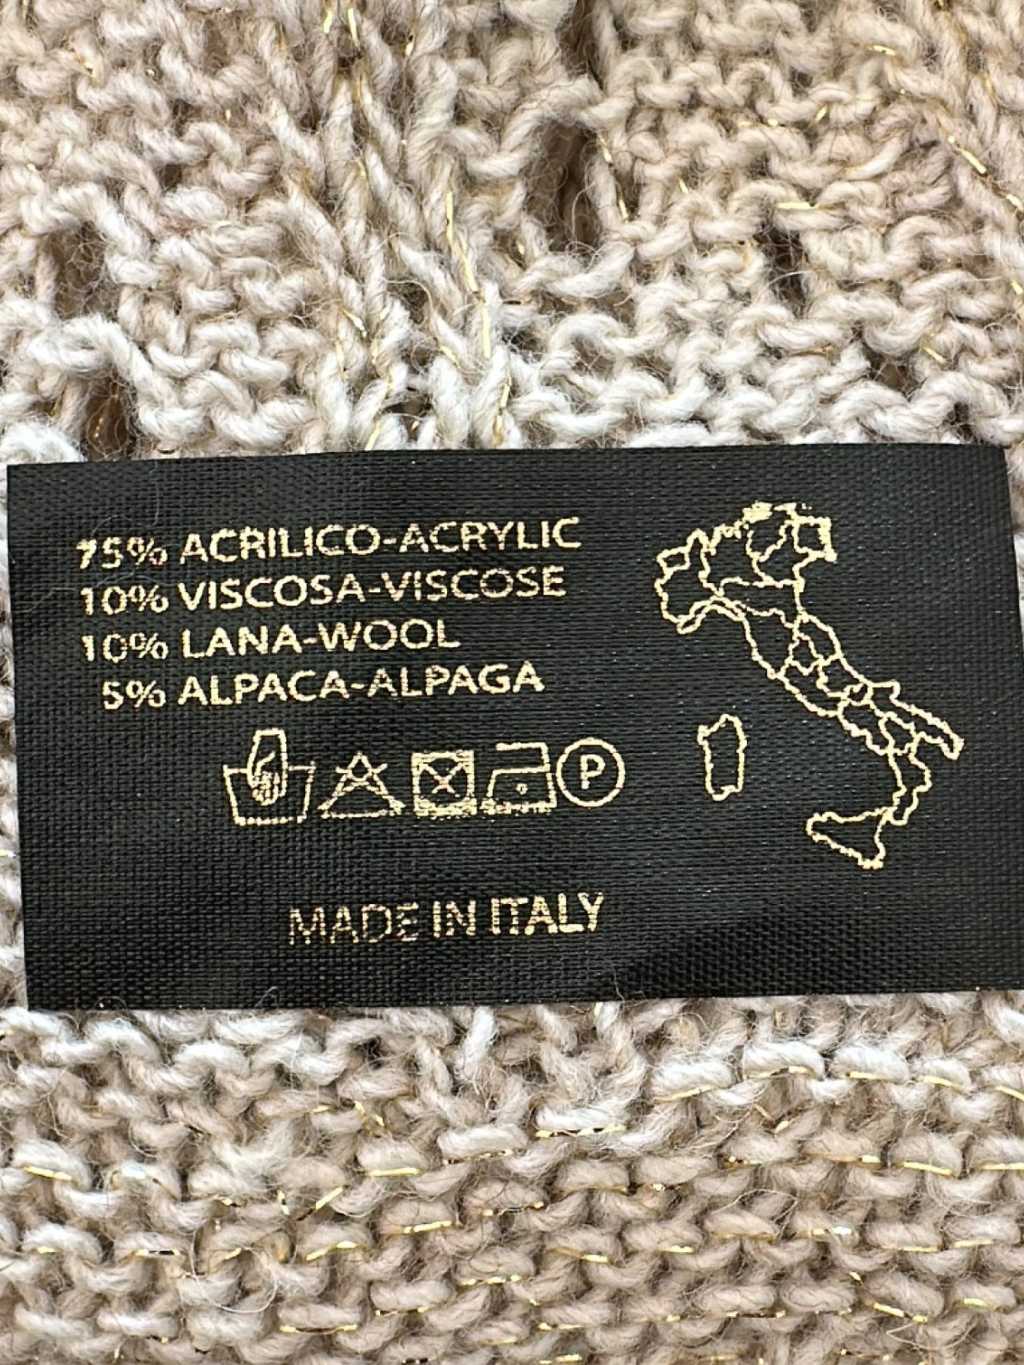 75% ACRILICO-ACRYLIC
10% VISCOSA-VISCOSE
10% LANA-WOOL
5% ALPACA-ALPAGA
P
MADE IN ITALY